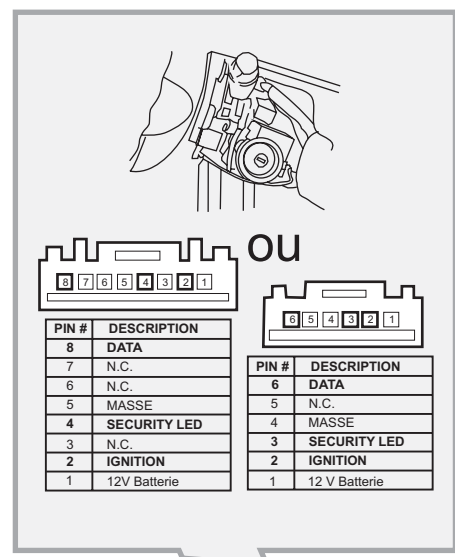 ou
8 7 6 5 4 3 2 1
PIN # DESCRIPTION
8 DATA
7 N.C.
6 N.C.
5 MASSE
4 SECURITY LED
3 N.C.
2 IGNITION
1 12V Batterie
6 5 4 3 2 1
PIN # DESCRIPTION
6 DATA
5 N.C.
4 MASSE
3 SECURITY LED
2 IGNITION
1 12 V Batterie